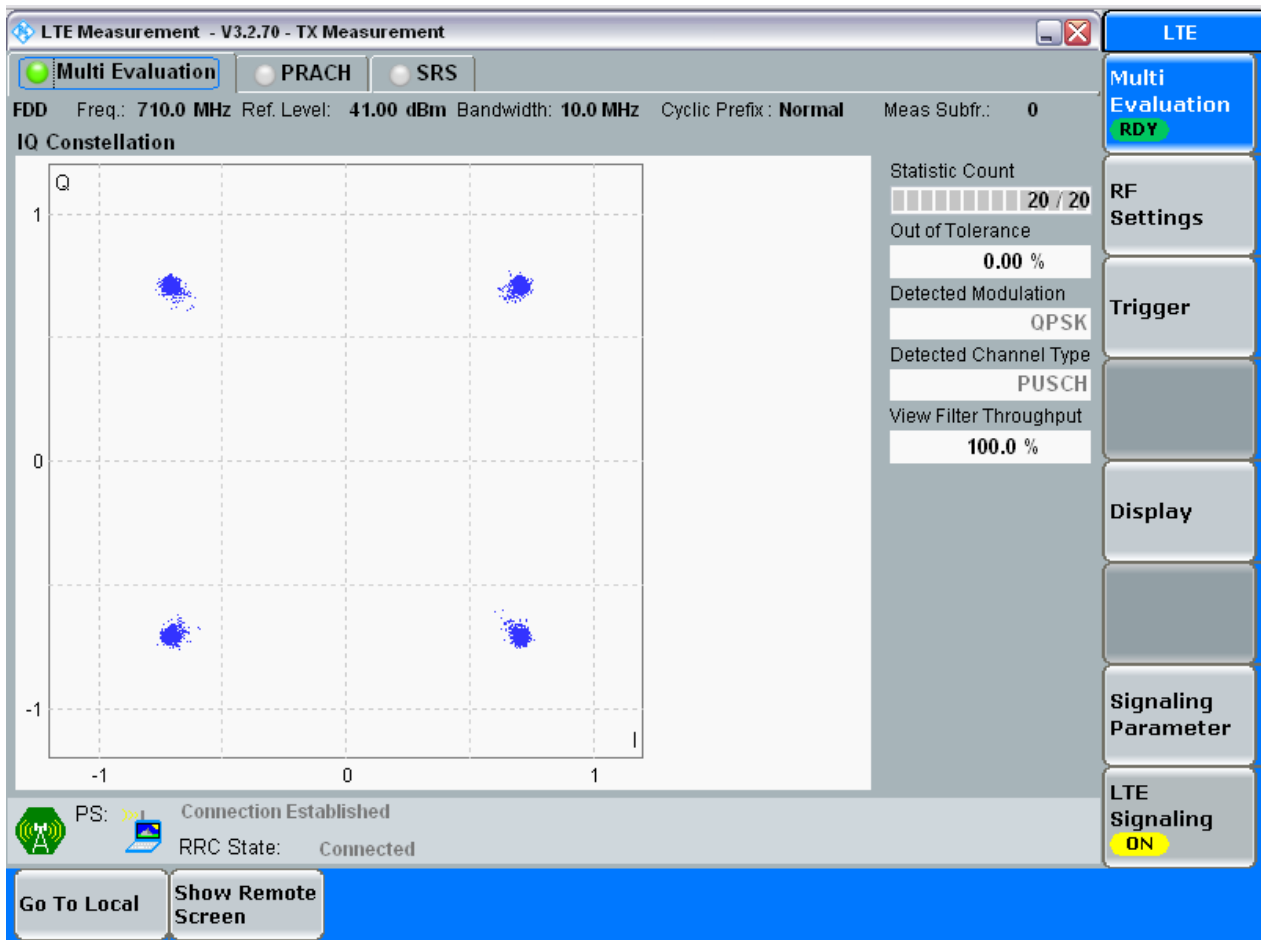 LTE Measurement - V3.2.70 - TX Measurement
LTE
Multi Evaluation PRACH SRS
FDD Freq.: 710.0 MHz Ref. Level: 41.00 dBm Bandwidth: 10.0 MHz Cyclic Prefix : Normal Meas Subfr.: 0
IQ Constellation
Q
1
0
-1
-1 0 1
I
Statistic Count
20 / 20
Out of Tolerance
0.00 %
Detected Modulation
QPSK
Detected Channel Type
PUSCH
View Filter Throughput
100.0 %
Multi
Evaluation
RDY
RF
Settings
Trigger
Display
Signaling
Parameter
LTE
Signaling
ON
PS: Connection Established
RRC State: Connected
Go To Local
Show Remote
Screen